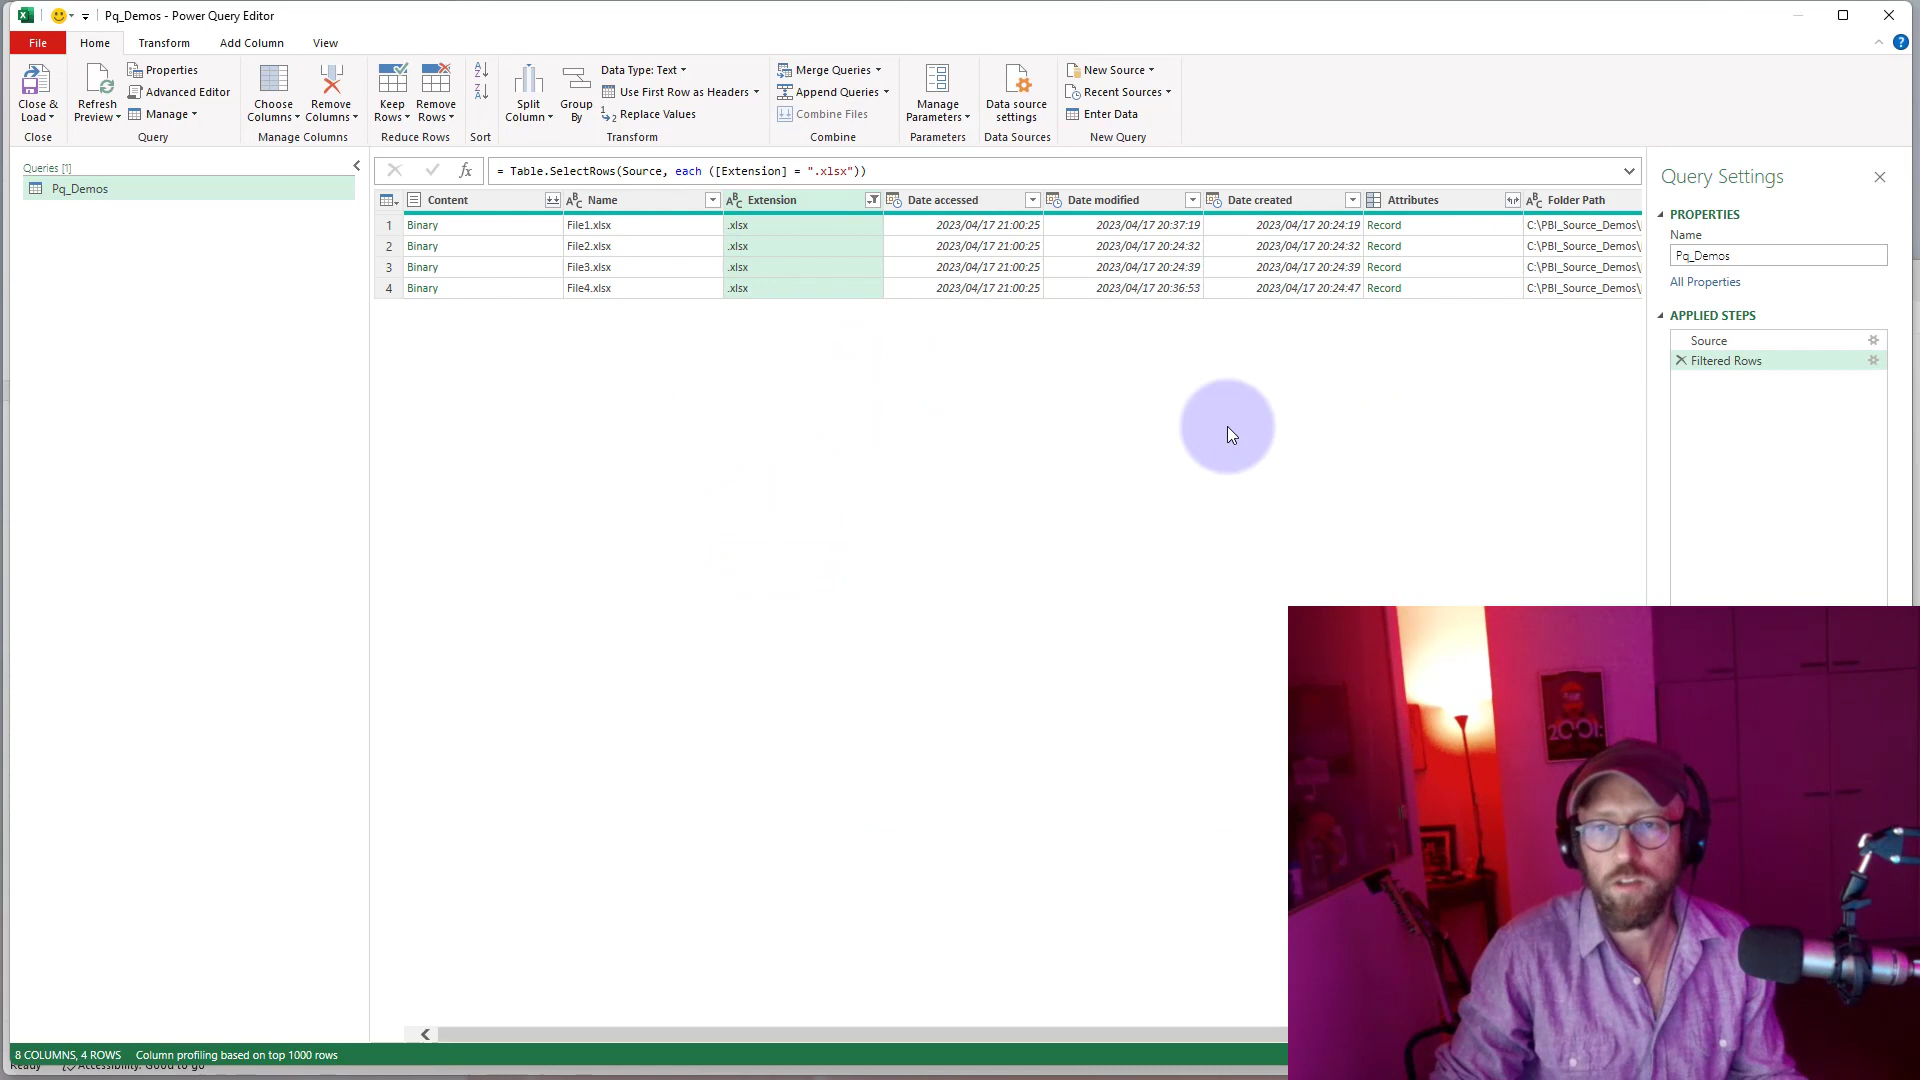 Pq_Demos - Power Query Editor
File Home Transform Add Column View
Close & Load
Close
Refresh Preview
Properties
Advanced Editor
Manage
Query
Choose Columns
Remove Columns
Manage Columns
Keep Rows
Remove Rows
Reduce Rows
Sort
Split Column
Group By
Data Type: Text
Use First Row as Headers
Replace Values
Transform
Merge Queries
Append Queries
Combine Files
Combine
Manage Parameters
Parameters
Data source settings
Data Sources
New Source
Recent Sources
Enter Data
New Query
Queries [1]
Pq_Demos
fx = Table.SelectRows(Source, each ([Extension] = ".xlsx"))
Content Name Extension Date accessed Date modified Date created Attributes Folder Path
1 Binary File1.xlsx .xlsx 2023/04/17 21:00:25 2023/04/17 20:37:19 2023/04/17 20:24:19 Record C:\PBI_Source_Demos\
2 Binary File2.xlsx .xlsx 2023/04/17 21:00:25 2023/04/17 20:24:32 2023/04/17 20:24:32 Record C:\PBI_Source_Demos\
3 Binary File3.xlsx .xlsx 2023/04/17 21:00:25 2023/04/17 20:24:39 2023/04/17 20:24:39 Record C:\PBI_Source_Demos\
4 Binary File4.xlsx .xlsx 2023/04/17 21:00:25 2023/04/17 20:36:53 2023/04/17 20:24:47 Record C:\PBI_Source_Demos\
Query Settings
PROPERTIES
Name
Pq_Demos
All Properties
APPLIED STEPS
Source
Filtered Rows
2001:
8 COLUMNS, 4 ROWS Column profiling based on top 1000 rows
Ready Accessibility: Good to go